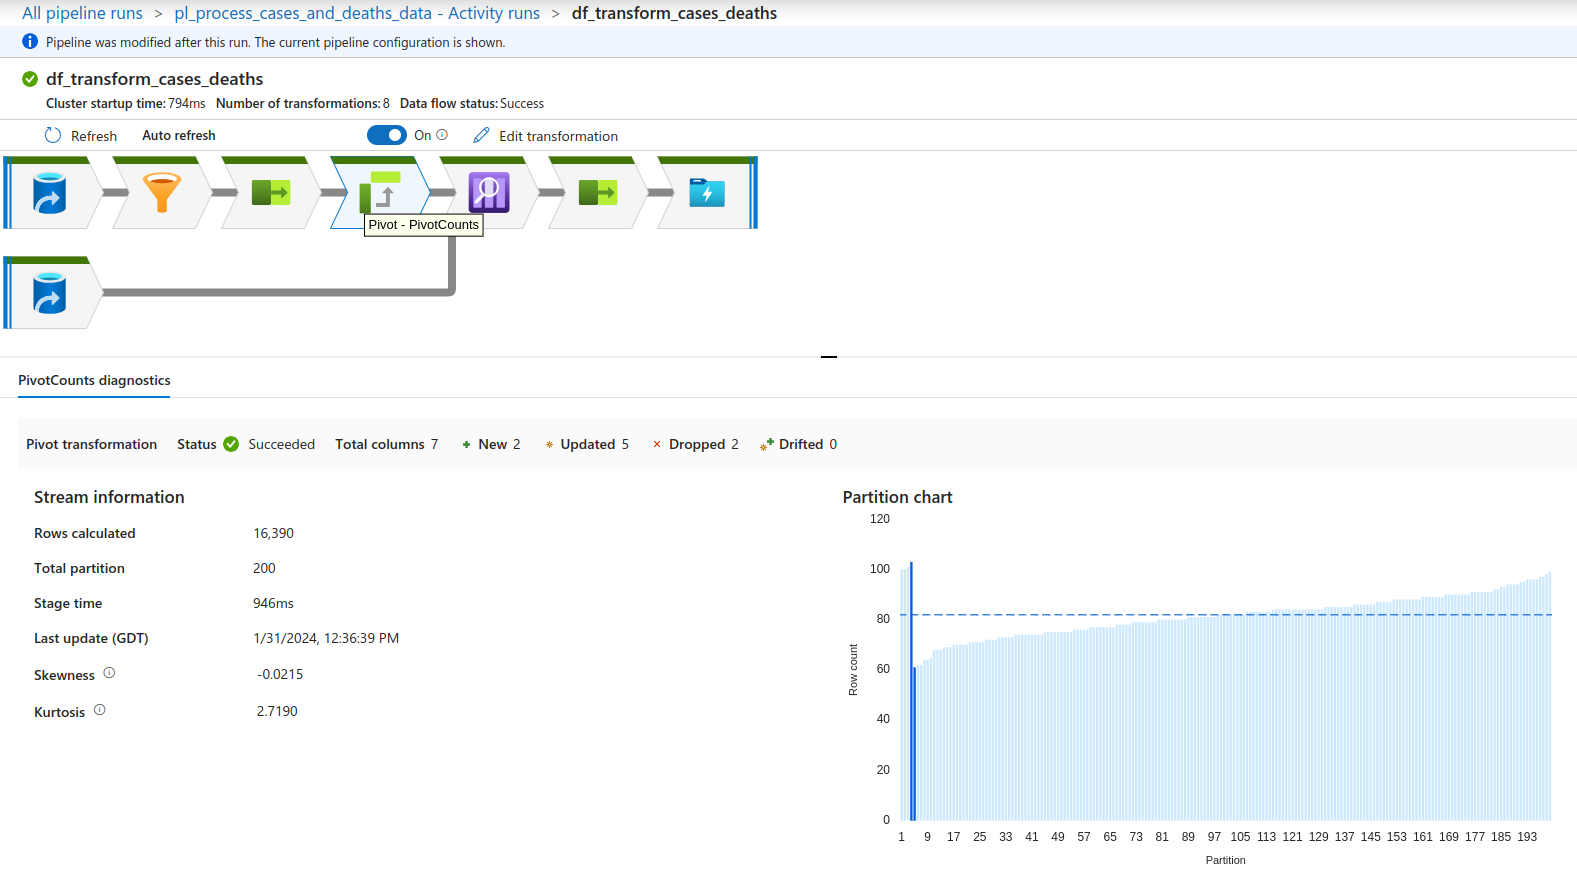 All pipeline runs > pl_process_cases_and_deaths_data - Activity runs > df_transform_cases_deaths
Pipeline was modified after this run. The current pipeline configuration is shown.
df_transform_cases_deaths
Cluster startup time: 794ms Number of transformations: 8 Data flow status: Success
Refresh Auto refresh On Edit transformation
Pivot - PivotCounts
PivotCounts diagnostics
Pivot transformation Status Succeeded Total columns 7 New 2 Updated 5 Dropped 2 Drifted 0
Stream information
Rows calculated 16,390
Total partition 200
Stage time 946ms
Last update (GDT) 1/31/2024, 12:36:39 PM
Skewness -0.0215
Kurtosis 2.7190
Partition chart
120
100
80
60
40
20
0
Row count
1 9 17 25 33 41 49 57 65 73 81 89 97 105 113 121 129 137 145 153 161 169 177 185 193
Partition